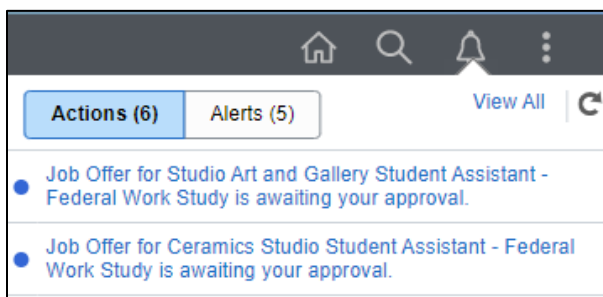 Actions (6) Alerts (5) View All
Job Offer for Studio Art and Gallery Student Assistant -
Federal Work Study is awaiting your approval.
Job Offer for Ceramics Studio Student Assistant - Federal
Work Study is awaiting your approval.